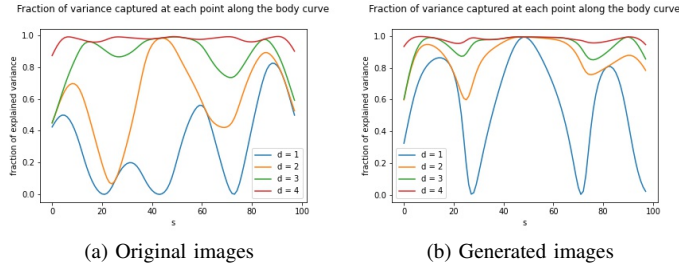 Fraction of variance captured at each point along the body curve
fraction of explained variance
1.0
0.8
0.6
0.4
0.2
0.0
0 20 40 60 80 100
s
d = 1
d = 2
d = 3
d = 4
(a) Original images
Fraction of variance captured at each point along the body curve
fraction of explained variance
1.0
0.8
0.6
0.4
0.2
0.0
0 20 40 60 80 100
s
d = 1
d = 2
d = 3
d = 4
(b) Generated images